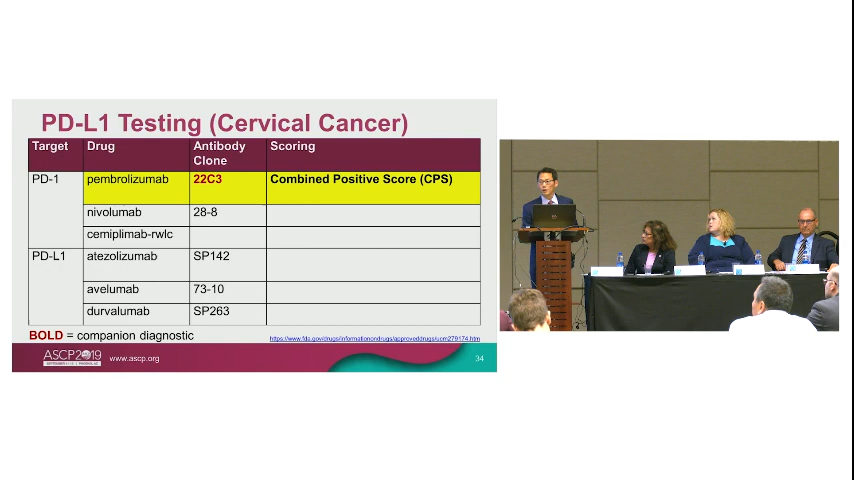 PD-L1 Testing (Cervical Cancer)
Target Drug Antibody Clone Scoring
PD-1 pembrolizumab 22C3 Combined Positive Score (CPS)
nivolumab 28-8
cemiplimab-rwlc
PD-L1 atezolizumab SP142
avelumab 73-10
durvalumab SP263
BOLD = companion diagnostic
https://www.fda.gov/drugs/informationondrugs/approveddrugs/ucm279174.htm
ASCP2019 www.ascp.org 34